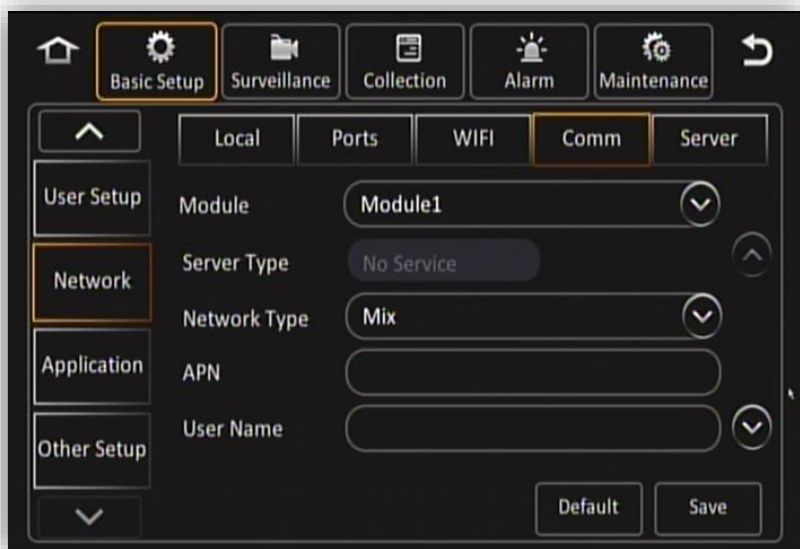 Basic Setup Surveillance Collection Alarm Maintenance
Local Ports WIFI Comm Server
User Setup
Module Module1
Server Type No Service
Network
Network Type Mix
Application
APN
User Name
Other Setup
Default Save